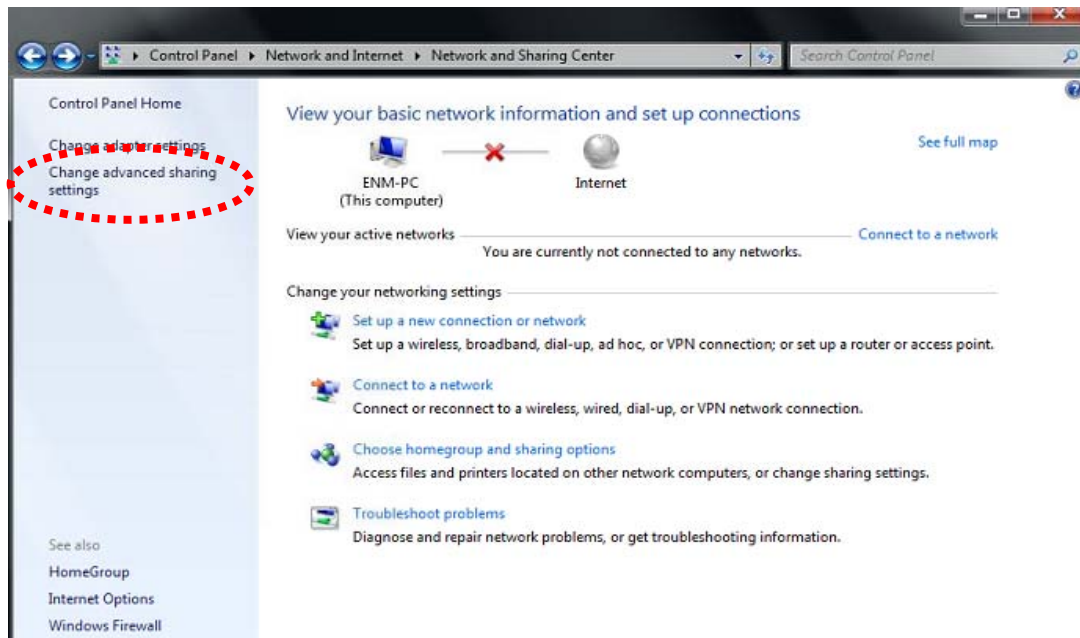 Control Panel ▸ Network and Internet ▸ Network and Sharing Center
Search Control Panel
Control Panel Home
Change adapter settings
Change advanced sharing
settings
View your basic network information and set up connections
See full map
ENM-PC
(This computer)
Internet
View your active networks
Connect to a network
You are currently not connected to any networks.
Change your networking settings
Set up a new connection or network
Set up a wireless, broadband, dial-up, ad hoc, or VPN connection; or set up a router or access point.
Connect to a network
Connect or reconnect to a wireless, wired, dial-up, or VPN network connection.
Choose homegroup and sharing options
Access files and printers located on other network computers, or change sharing settings.
Troubleshoot problems
Diagnose and repair network problems, or get troubleshooting information.
See also
HomeGroup
Internet Options
Windows Firewall